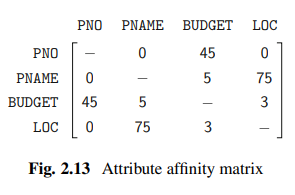 PNO PNAME BUDGET LOC
PNO — 0 45 0
PNAME 0 — 5 75
BUDGET 45 5 — 3
LOC 0 75 3 —
Fig. 2.13 Attribute affinity matrix